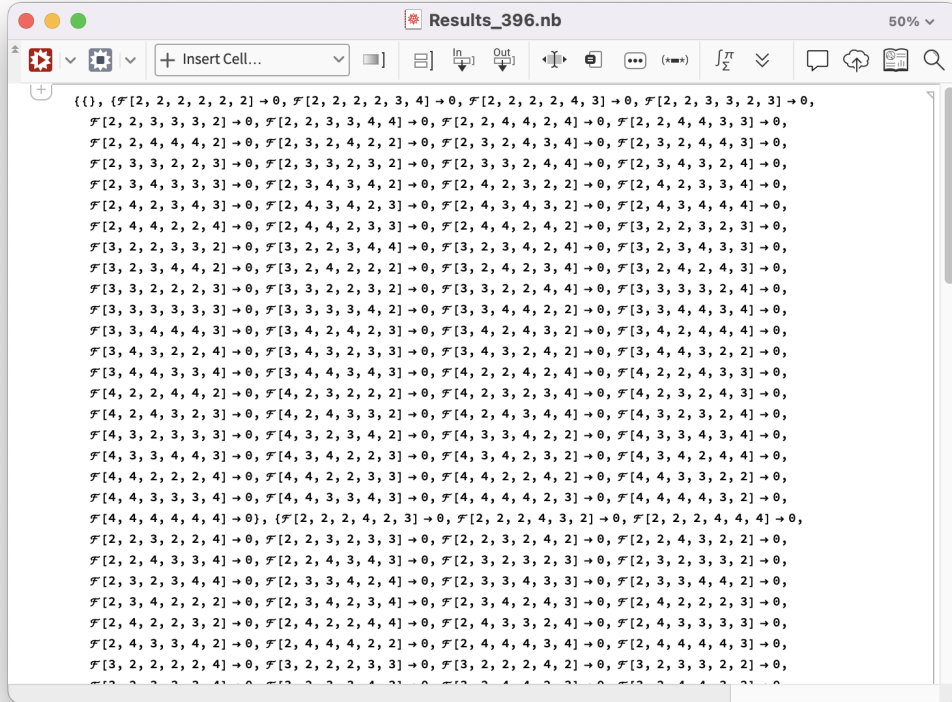 Results_396.nb
50%
Insert Cell...
In
Out
{{}, {ℱ[2, 2, 2, 2, 2, 2] → 0, ℱ[2, 2, 2, 2, 3, 4] → 0, ℱ[2, 2, 2, 2, 4, 3] → 0, ℱ[2, 2, 3, 3, 2, 3] → 0,
ℱ[2, 2, 3, 3, 3, 2] → 0, ℱ[2, 2, 3, 3, 4, 4] → 0, ℱ[2, 2, 4, 4, 2, 4] → 0, ℱ[2, 2, 4, 4, 3, 3] → 0,
ℱ[2, 2, 4, 4, 4, 2] → 0, ℱ[2, 3, 2, 4, 2, 2] → 0, ℱ[2, 3, 2, 4, 3, 4] → 0, ℱ[2, 3, 2, 4, 4, 3] → 0,
ℱ[2, 3, 3, 2, 2, 3] → 0, ℱ[2, 3, 3, 2, 3, 2] → 0, ℱ[2, 3, 3, 2, 4, 4] → 0, ℱ[2, 3, 4, 3, 2, 4] → 0,
ℱ[2, 3, 4, 3, 3, 3] → 0, ℱ[2, 3, 4, 3, 4, 2] → 0, ℱ[2, 4, 2, 3, 2, 2] → 0, ℱ[2, 4, 2, 3, 3, 4] → 0,
ℱ[2, 4, 2, 3, 4, 3] → 0, ℱ[2, 4, 3, 4, 2, 3] → 0, ℱ[2, 4, 3, 4, 3, 2] → 0, ℱ[2, 4, 3, 4, 4, 4] → 0,
ℱ[2, 4, 4, 2, 2, 4] → 0, ℱ[2, 4, 4, 2, 3, 3] → 0, ℱ[2, 4, 4, 2, 4, 2] → 0, ℱ[3, 2, 2, 3, 2, 3] → 0,
ℱ[3, 2, 2, 3, 3, 2] → 0, ℱ[3, 2, 2, 3, 4, 4] → 0, ℱ[3, 2, 3, 4, 2, 4] → 0, ℱ[3, 2, 3, 4, 3, 3] → 0,
ℱ[3, 2, 3, 4, 4, 2] → 0, ℱ[3, 2, 4, 2, 2, 2] → 0, ℱ[3, 2, 4, 2, 3, 4] → 0, ℱ[3, 2, 4, 2, 4, 3] → 0,
ℱ[3, 3, 2, 2, 2, 3] → 0, ℱ[3, 3, 2, 2, 3, 2] → 0, ℱ[3, 3, 2, 2, 4, 4] → 0, ℱ[3, 3, 3, 3, 2, 4] → 0,
ℱ[3, 3, 3, 3, 3, 3] → 0, ℱ[3, 3, 3, 3, 4, 2] → 0, ℱ[3, 3, 4, 4, 2, 2] → 0, ℱ[3, 3, 4, 4, 3, 4] → 0,
ℱ[3, 3, 4, 4, 4, 3] → 0, ℱ[3, 4, 2, 4, 2, 3] → 0, ℱ[3, 4, 2, 4, 3, 2] → 0, ℱ[3, 4, 2, 4, 4, 4] → 0,
ℱ[3, 4, 3, 2, 2, 4] → 0, ℱ[3, 4, 3, 2, 3, 3] → 0, ℱ[3, 4, 3, 2, 4, 2] → 0, ℱ[3, 4, 4, 3, 2, 2] → 0,
ℱ[3, 4, 4, 3, 3, 4] → 0, ℱ[3, 4, 4, 3, 4, 3] → 0, ℱ[4, 2, 2, 4, 2, 4] → 0, ℱ[4, 2, 2, 4, 3, 3] → 0,
ℱ[4, 2, 2, 4, 4, 2] → 0, ℱ[4, 2, 3, 2, 2, 2] → 0, ℱ[4, 2, 3, 2, 3, 4] → 0, ℱ[4, 2, 3, 2, 4, 3] → 0,
ℱ[4, 2, 4, 3, 2, 3] → 0, ℱ[4, 2, 4, 3, 3, 2] → 0, ℱ[4, 2, 4, 3, 4, 4] → 0, ℱ[4, 3, 2, 3, 2, 4] → 0,
ℱ[4, 3, 2, 3, 3, 3] → 0, ℱ[4, 3, 2, 3, 4, 2] → 0, ℱ[4, 3, 3, 4, 2, 2] → 0, ℱ[4, 3, 3, 4, 3, 4] → 0,
ℱ[4, 3, 3, 4, 4, 3] → 0, ℱ[4, 3, 4, 2, 2, 3] → 0, ℱ[4, 3, 4, 2, 3, 2] → 0, ℱ[4, 3, 4, 2, 4, 4] → 0,
ℱ[4, 4, 2, 2, 2, 4] → 0, ℱ[4, 4, 2, 2, 3, 3] → 0, ℱ[4, 4, 2, 2, 4, 2] → 0, ℱ[4, 4, 3, 3, 2, 2] → 0,
ℱ[4, 4, 3, 3, 3, 4] → 0, ℱ[4, 4, 3, 3, 4, 3] → 0, ℱ[4, 4, 4, 4, 2, 3] → 0, ℱ[4, 4, 4, 4, 3, 2] → 0,
ℱ[4, 4, 4, 4, 4, 4] → 0}, {ℱ[2, 2, 2, 4, 2, 3] → 0, ℱ[2, 2, 2, 4, 3, 2] → 0, ℱ[2, 2, 2, 4, 4, 4] → 0,
ℱ[2, 2, 3, 2, 2, 4] → 0, ℱ[2, 2, 3, 2, 3, 3] → 0, ℱ[2, 2, 3, 2, 4, 2] → 0, ℱ[2, 2, 4, 3, 2, 2] → 0,
ℱ[2, 2, 4, 3, 3, 4] → 0, ℱ[2, 2, 4, 3, 4, 3] → 0, ℱ[2, 3, 2, 3, 2, 3] → 0, ℱ[2, 3, 2, 3, 3, 2] → 0,
ℱ[2, 3, 2, 3, 4, 4] → 0, ℱ[2, 3, 3, 4, 2, 4] → 0, ℱ[2, 3, 3, 4, 3, 3] → 0, ℱ[2, 3, 3, 4, 4, 2] → 0,
ℱ[2, 3, 4, 2, 2, 2] → 0, ℱ[2, 3, 4, 2, 3, 4] → 0, ℱ[2, 3, 4, 2, 4, 3] → 0, ℱ[2, 4, 2, 2, 2, 3] → 0,
ℱ[2, 4, 2, 2, 3, 2] → 0, ℱ[2, 4, 2, 2, 4, 4] → 0, ℱ[2, 4, 3, 3, 2, 4] → 0, ℱ[2, 4, 3, 3, 3, 3] → 0,
ℱ[2, 4, 3, 3, 4, 2] → 0, ℱ[2, 4, 4, 4, 2, 2] → 0, ℱ[2, 4, 4, 4, 3, 4] → 0, ℱ[2, 4, 4, 4, 4, 3] → 0,
ℱ[3, 2, 2, 2, 2, 4] → 0, ℱ[3, 2, 2, 2, 3, 3] → 0, ℱ[3, 2, 2, 2, 4, 2] → 0, ℱ[3, 2, 3, 3, 2, 2] → 0,